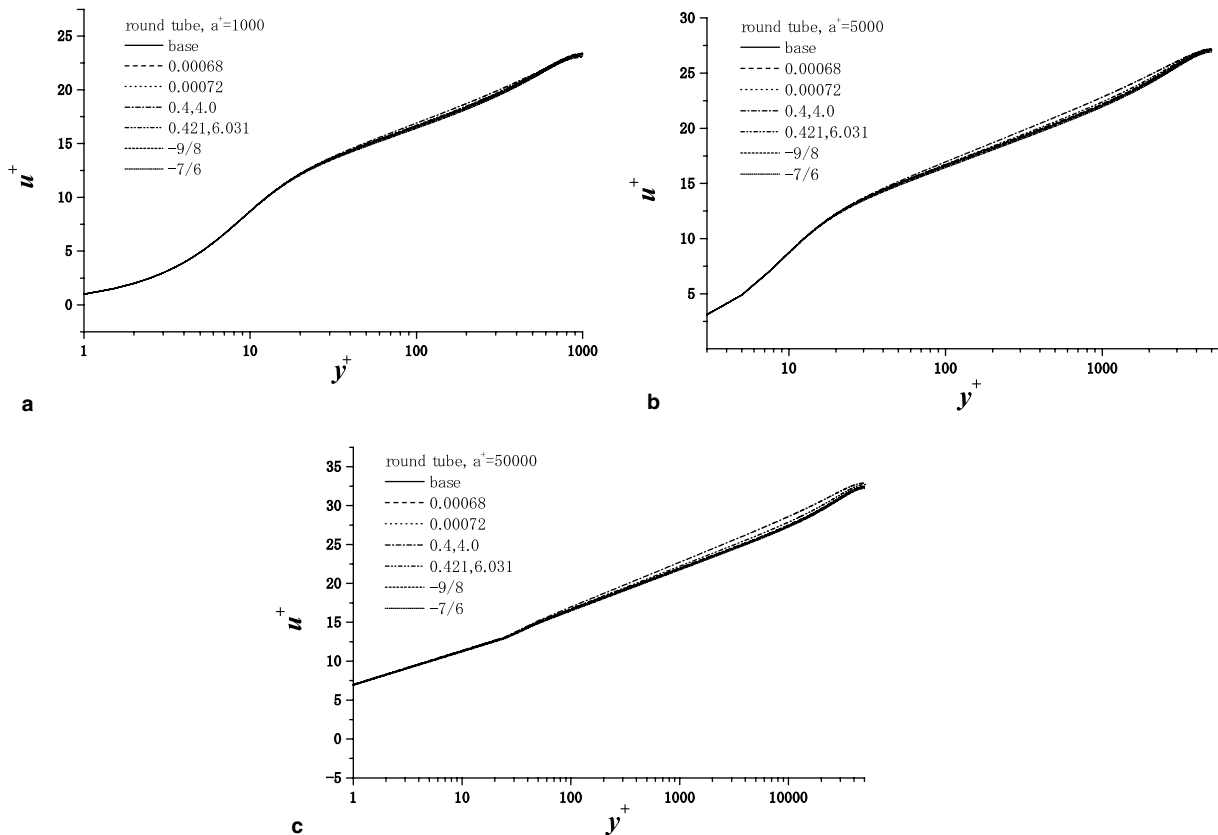 round tube, a+=1000
base
0.00068
0.00072
0.4,4.0
0.421,6.031
−9/8
−7/6
25
20
15
10
5
0
u+
1 10 100 1000
y+
a
round tube, a+=5000
base
0.00068
0.00072
0.4,4.0
0.421,6.031
−9/8
−7/6
30
25
20
15
10
5
u+
10 100 1000
y+
b
round tube, a+=50000
base
0.00068
0.00072
0.4,4.0
0.421,6.031
−9/8
−7/6
35
30
25
20
15
10
5
0
−5
u+
1 10 100 1000 10000
y+
c